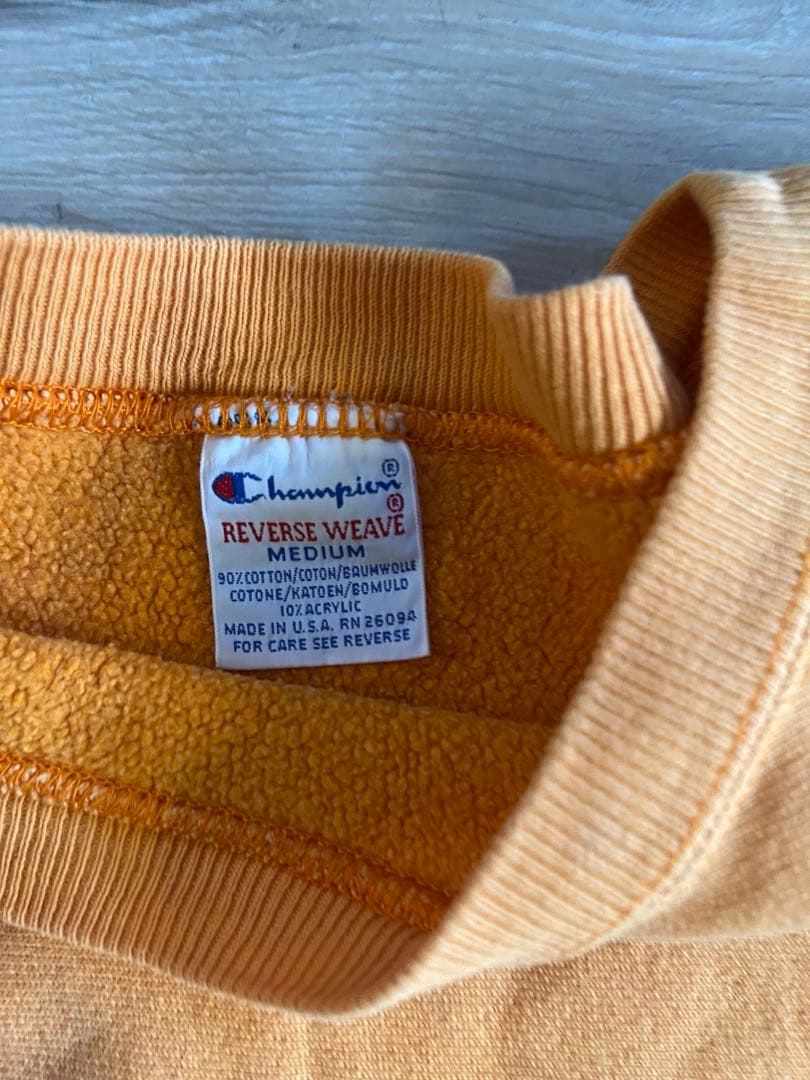 Champion®
REVERSE WEAVE®
MEDIUM
90% COTTON/COTON/BAUMWOLLE
COTONE/KATOEN/BOMULD
10% ACRYLIC
MADE IN U.S.A. RN 26094
FOR CARE SEE REVERSE